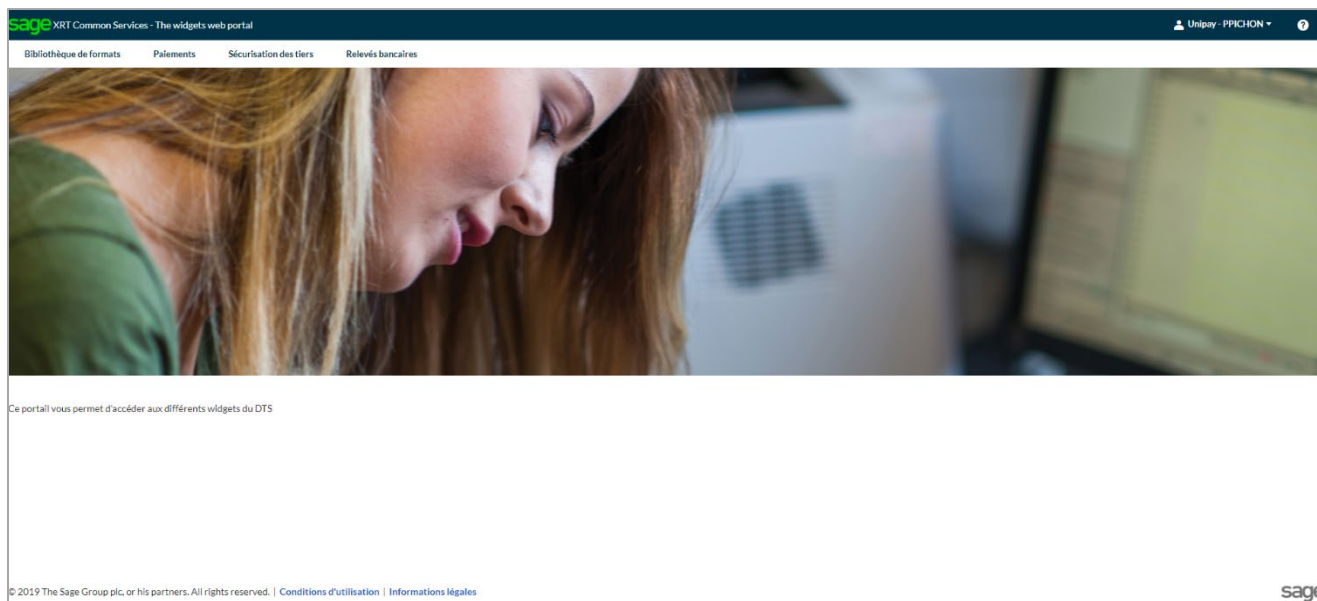 sage XRT Common Services - The widgets web portal
Unipay - PPICHON
?
Bibliothèque de formats Paiements Sécurisation des tiers Relevés bancaires
Ce portail vous permet d'accéder aux différents widgets du DTS
© 2019 The Sage Group plc, or his partners. All rights reserved. | Conditions d'utilisation | Informations légales
sage